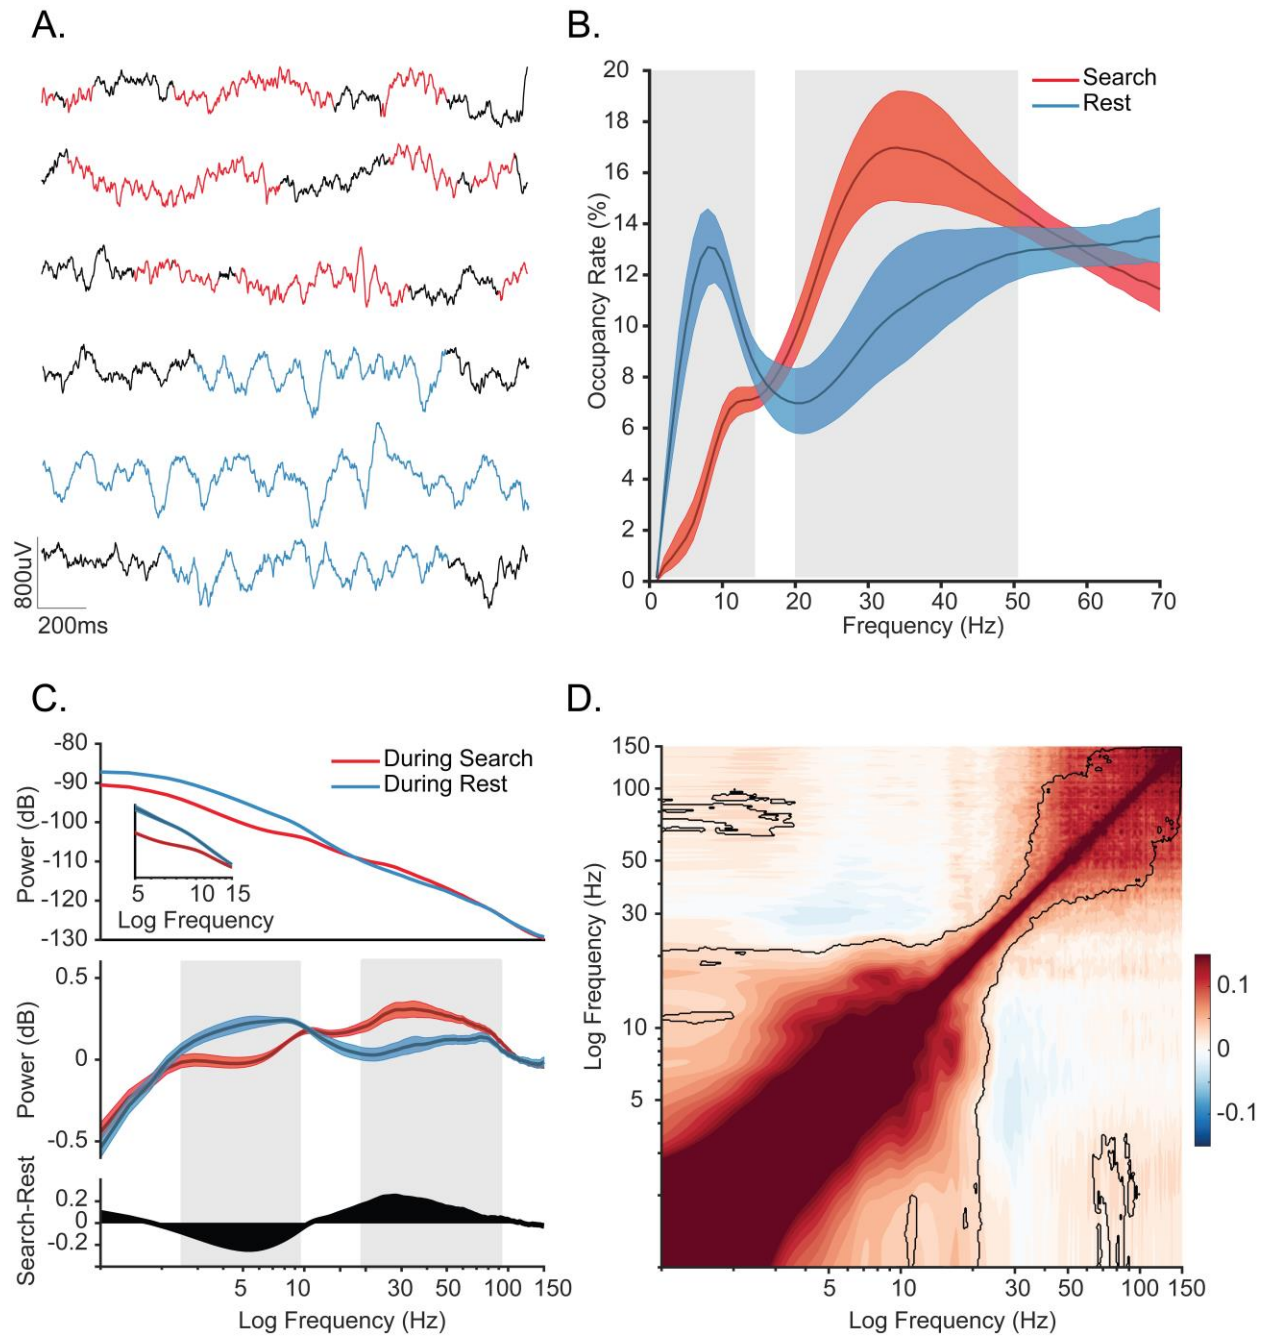 A.
800uV
200ms
B.
Search
Rest
20
18
16
14
12
10
8
6
4
2
0
Occupancy Rate (%)
0 10 20 30 40 50 60 70
Frequency (Hz)
C.
During Search
During Rest
-80
-90
-100
-110
-120
-130
Power (dB)
5 10 15
Log Frequency
0.5
0
-0.5
Power (dB)
0.2
0
-0.2
Search-Rest
5 10 30 50 100 150
Log Frequency (Hz)
D.
150
100
50
30
10
5
Log Frequency (Hz)
5 10 30 50 100 150
Log Frequency (Hz)
0.1
0
-0.1